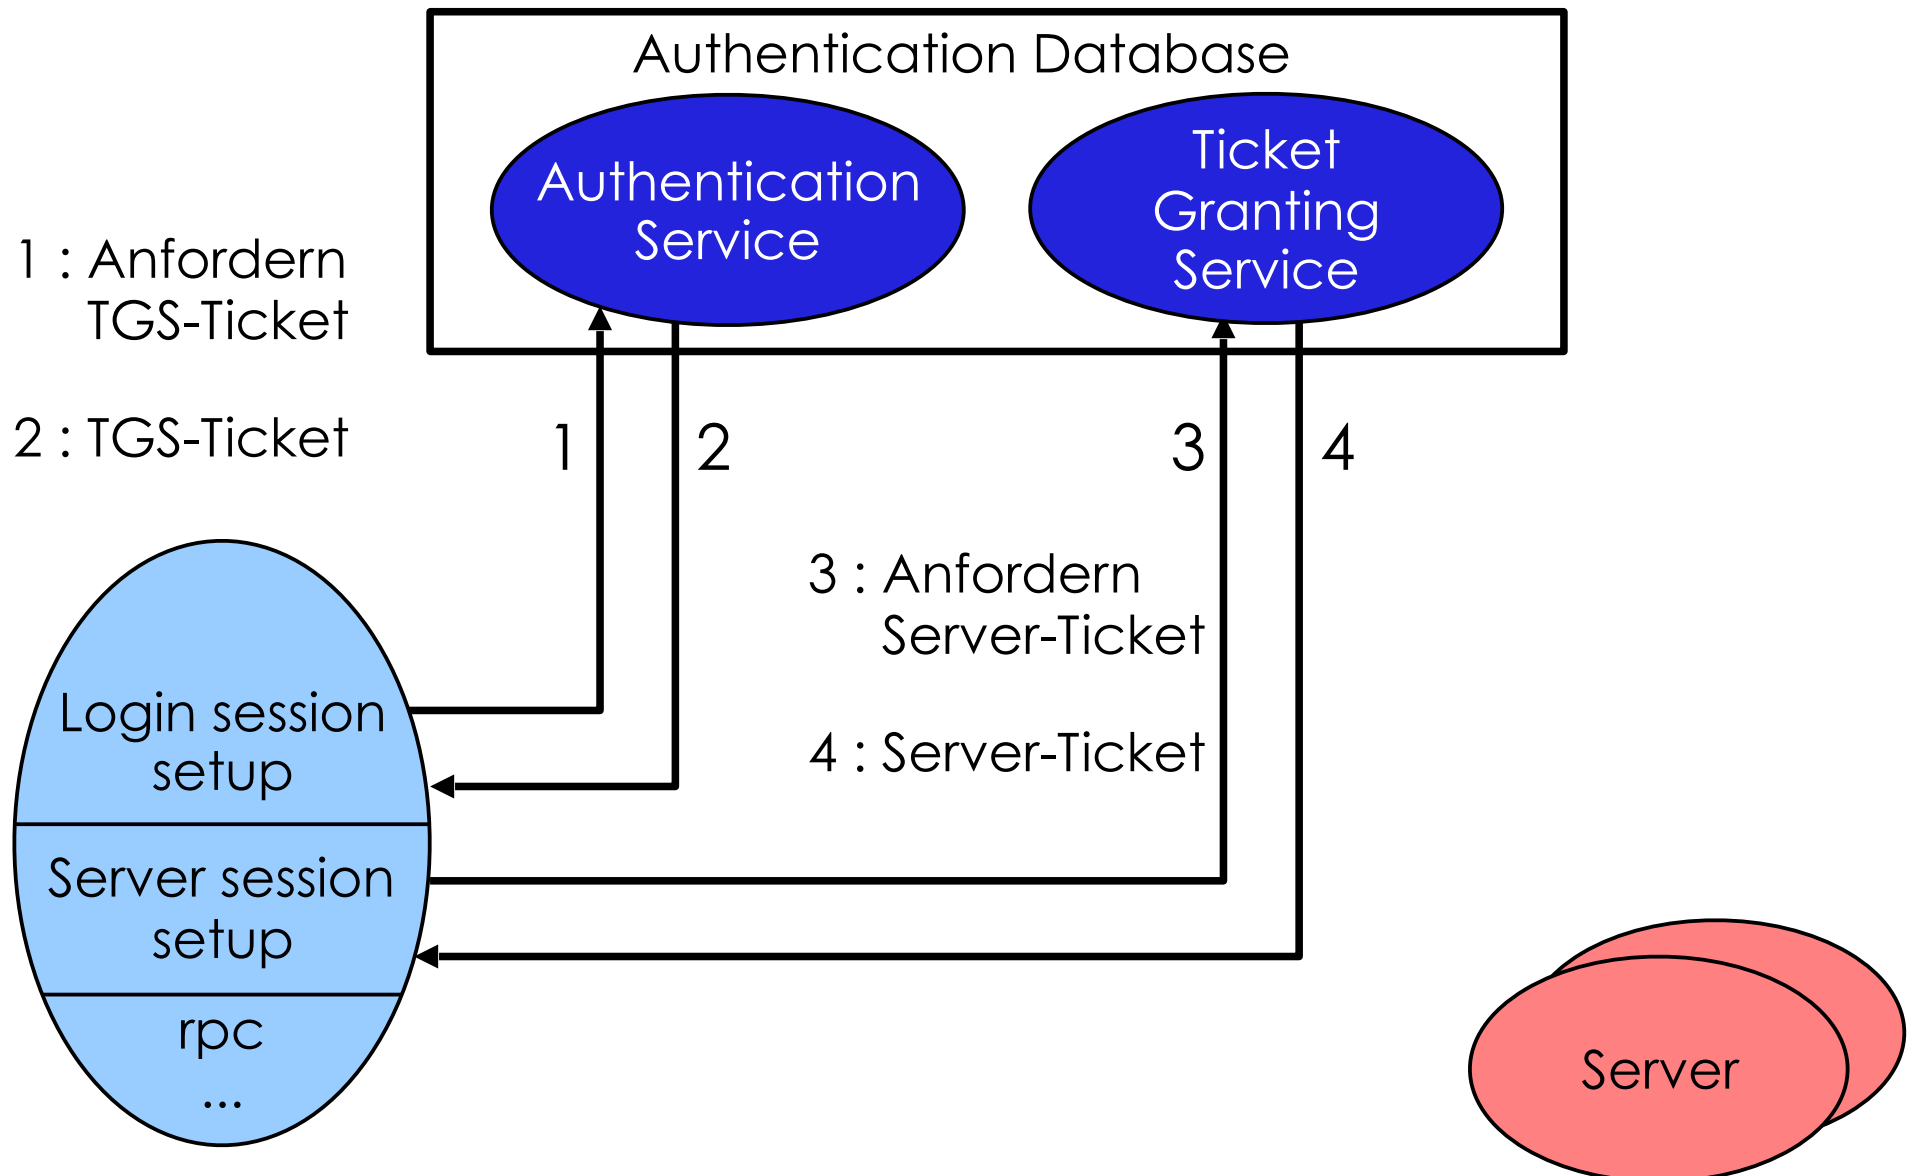 Authentication Database
Authentication
Service
Ticket
Granting
Service
1 : Anfordern
TGS-Ticket
2 : TGS-Ticket
1
2
3
4
3 : Anfordern
Server-Ticket
4 : Server-Ticket
Login session
setup
Server session
setup
rpc
...
Server